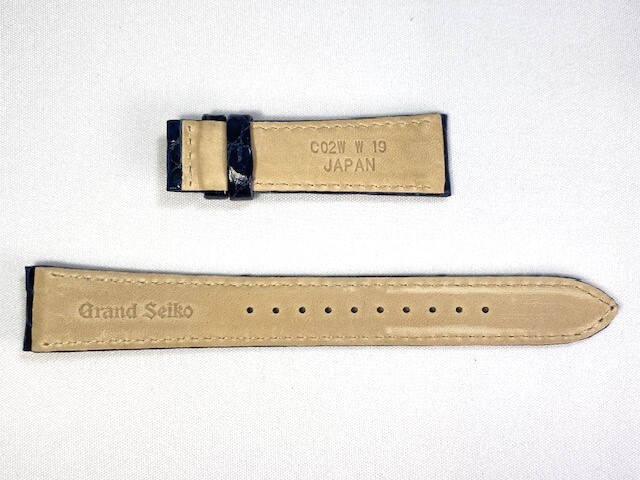 C02W W 19
JAPAN
Grand Seiko